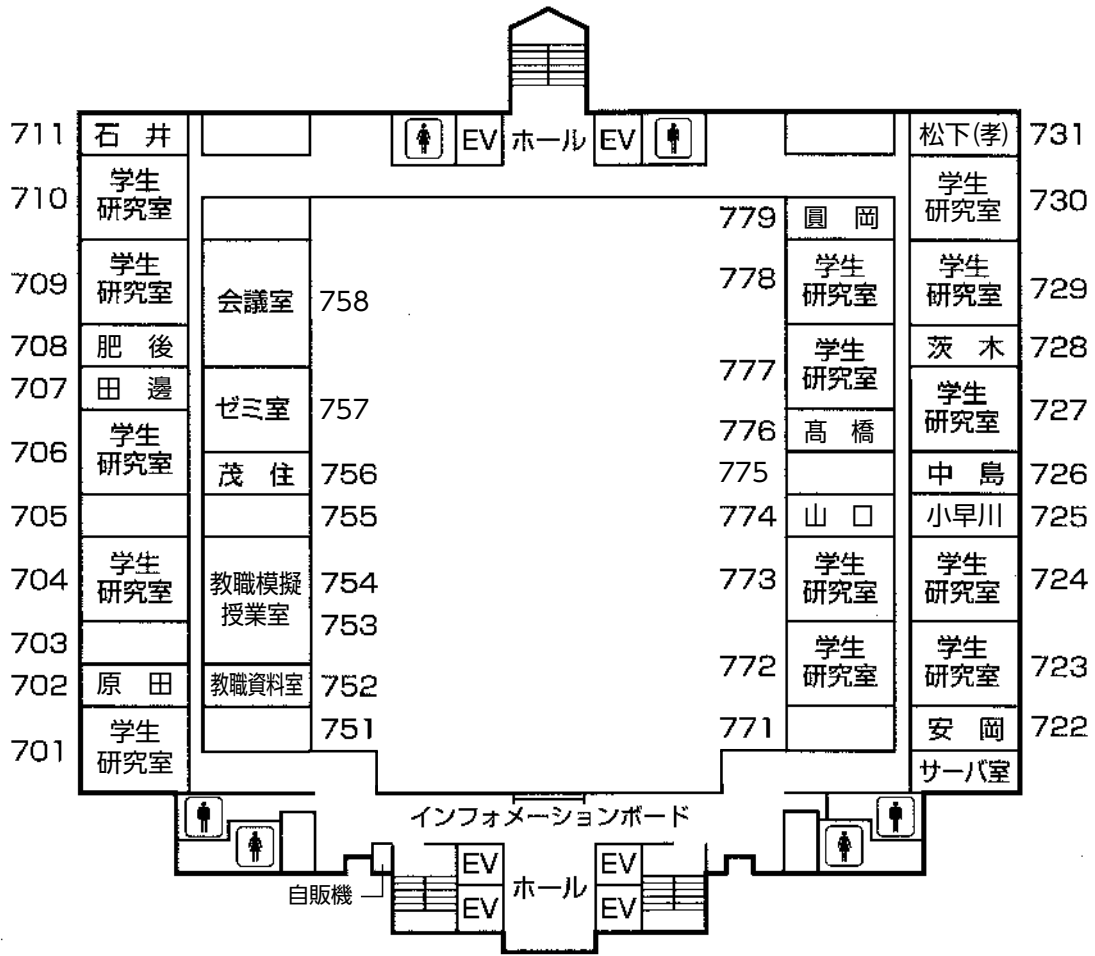 EV ホール EV
711 石 井
松下(孝) 731
710 学生
研究室
学生
研究室 730
779 圓 岡
709 学生
研究室
会議室 758
778 学生
研究室
学生
研究室 729
708 肥 後
茨 木 728
707 田 邊
ゼミ室 757
777 学生
研究室
学生
研究室 727
706 学生
研究室
776 髙 橋
茂 住 756
775
中 島 726
705
755
774 山 口
小早川 725
704 学生
研究室
教職模擬
授業室
754
753
773 学生
研究室
学生
研究室 724
703
702 原 田
教職資料室 752
772 学生
研究室
学生
研究室 723
701 学生
研究室
751
771
安 岡 722
サーバ室
インフォメーションボード
自販機
EV ホール EV
EV EV